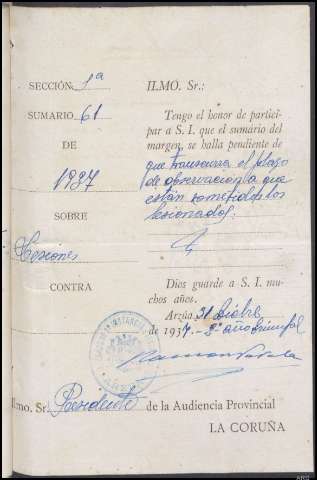 SECCIÓN 1ª
SUMARIO 61
DE
1937
SOBRE
Lesiones
CONTRA
ILMO. Sr.:
Tengo el honor de partici-
par a S. I. que el sumario del
margen, se halla pendiente de
que transcurra el plazo
de observación a que
están sometidos los
lesionados.
Dios guarde a S. I. mu-
chos años.
Arzúa 31 Dicbre
de 1937. 2º año triunfal
Ilmo. Sr. Presidente de la Audiencia Provincial
LA CORUÑA